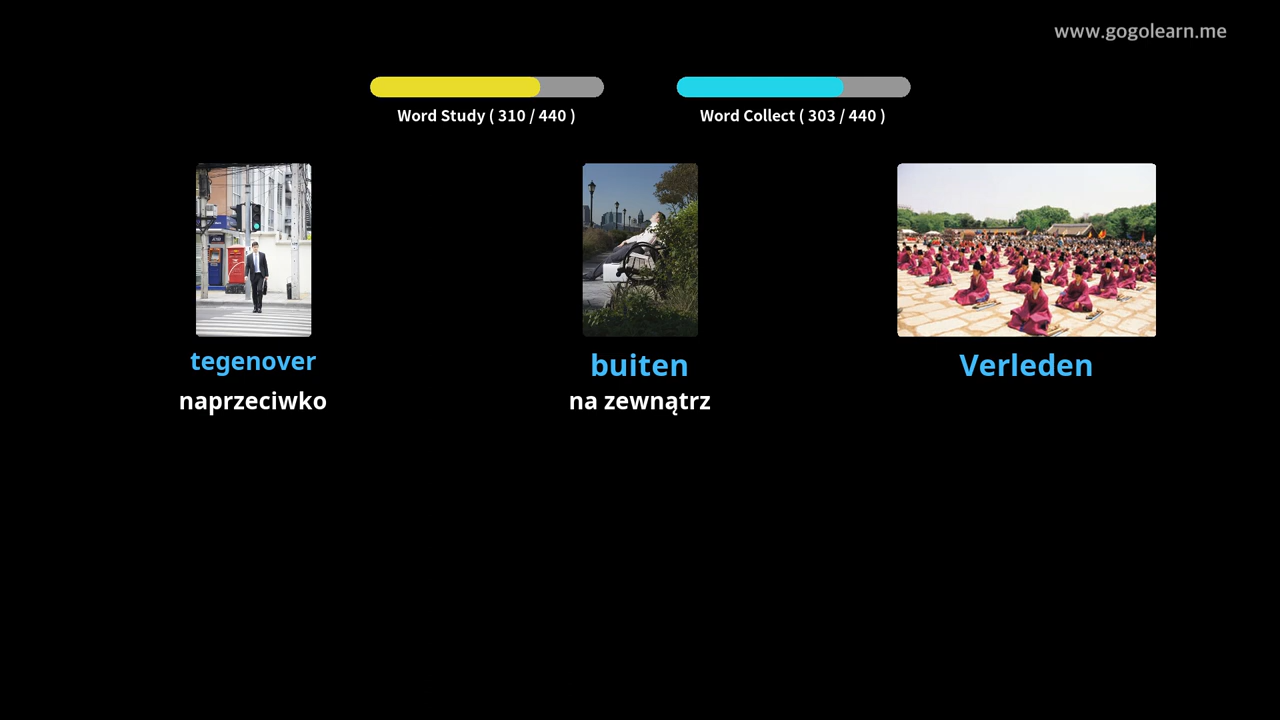 www.gogolearn.me
Word Study ( 310 / 440 )
Word Collect ( 303 / 440 )
tegenover
buiten
Verleden
naprzeciwko
na zewnątrz